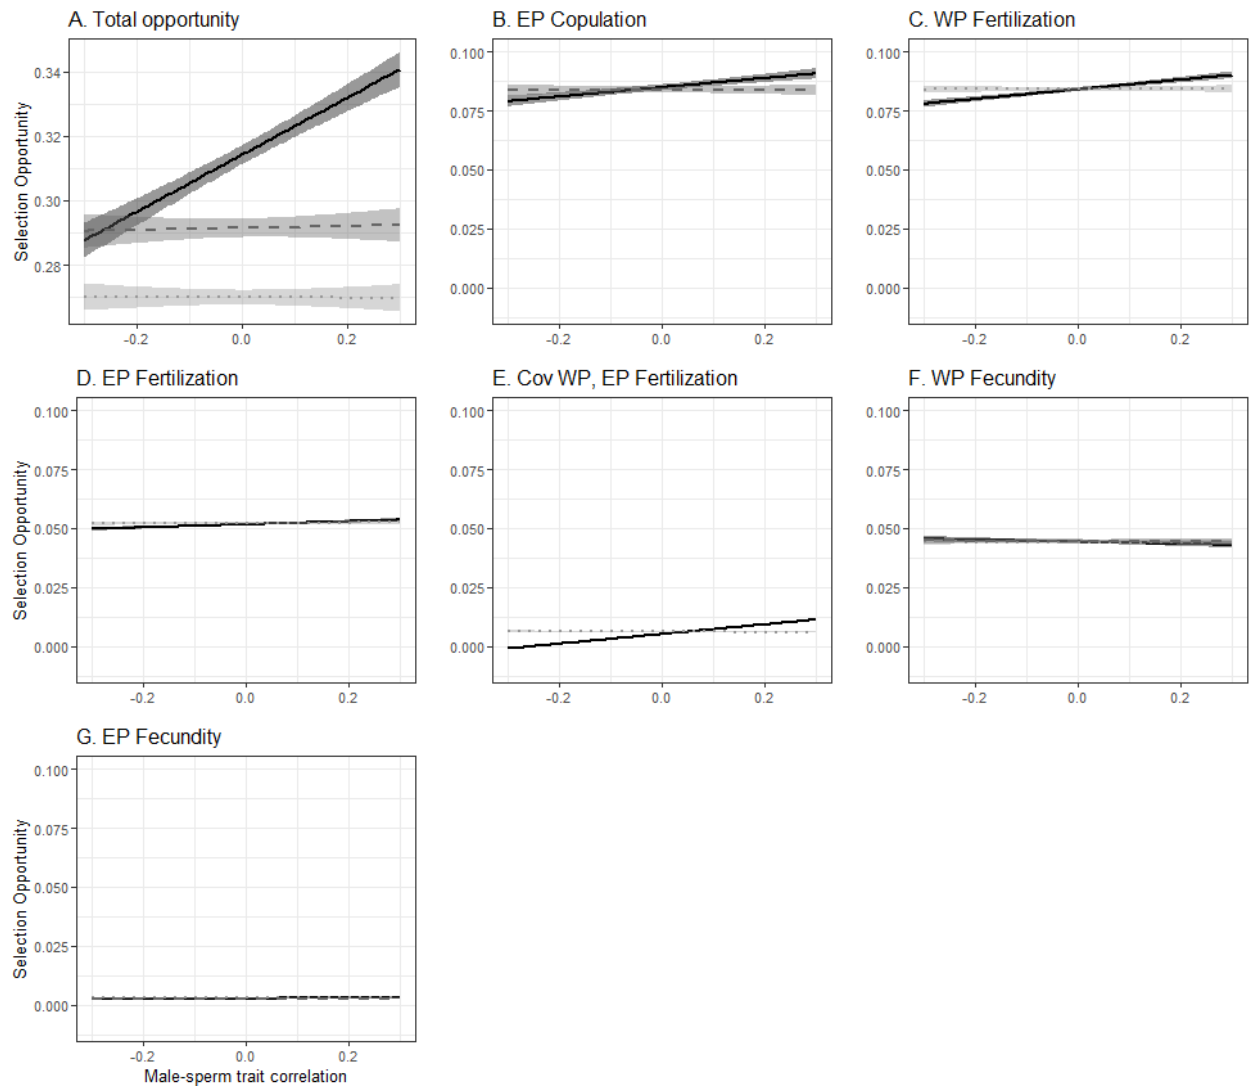 A. Total opportunity
B. EP Copulation
C. WP Fertilization
Selection Opportunity
0.34
0.32
0.30
0.28
-0.2 0.0 0.2
0.100
0.075
0.050
0.025
0.000
-0.2 0.0 0.2
0.100
0.075
0.050
0.025
0.000
-0.2 0.0 0.2
D. EP Fertilization
E. Cov WP, EP Fertilization
F. WP Fecundity
Selection Opportunity
0.100
0.075
0.050
0.025
0.000
-0.2 0.0 0.2
0.100
0.075
0.050
0.025
0.000
-0.2 0.0 0.2
0.100
0.075
0.050
0.025
0.000
-0.2 0.0 0.2
G. EP Fecundity
Selection Opportunity
0.100
0.075
0.050
0.025
0.000
-0.2 0.0 0.2
Male-sperm trait correlation